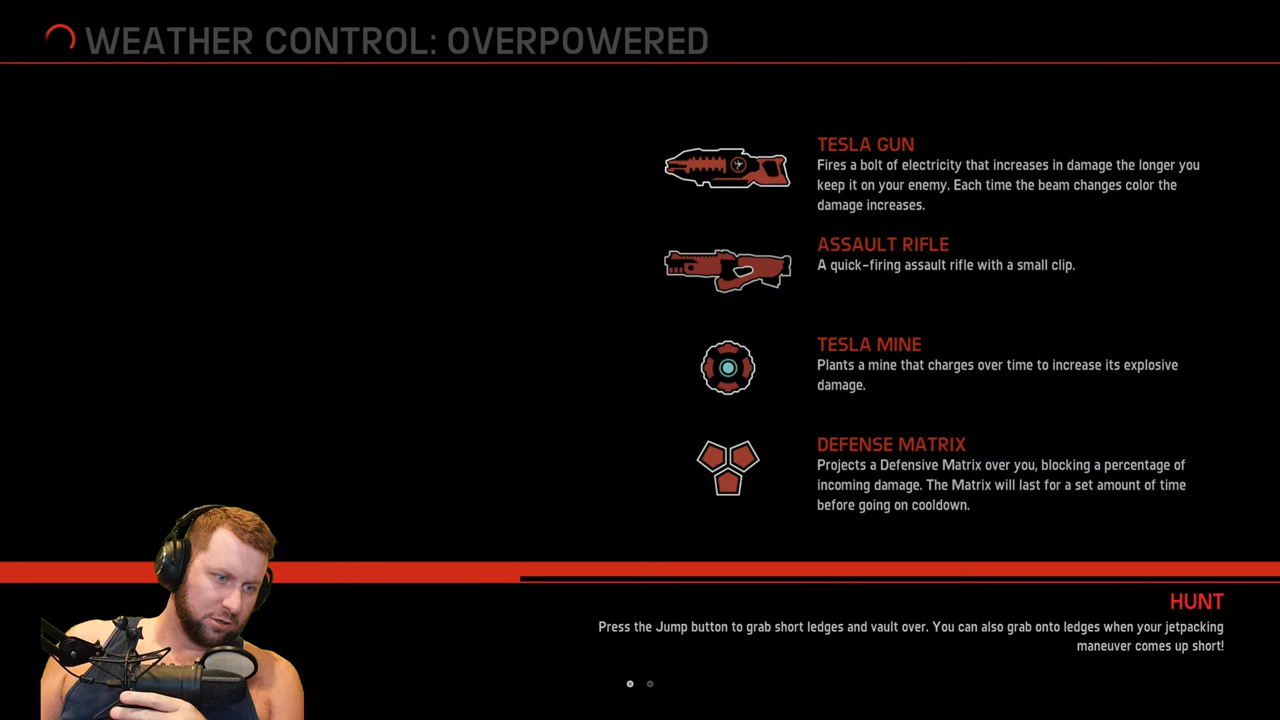 WEATHER CONTROL: OVERPOWERED
TESLA GUN
Fires a bolt of electricity that increases in damage the longer you
keep it on your enemy. Each time the beam changes color the
damage increases.
ASSAULT RIFLE
A quick-firing assault rifle with a small clip.
TESLA MINE
Plants a mine that charges over time to increase its explosive
damage.
DEFENSE MATRIX
Projects a Defensive Matrix over you, blocking a percentage of
incoming damage. The Matrix will last for a set amount of time
before going on cooldown.
HUNT
Press the Jump button to grab short ledges and vault over. You can also grab onto ledges when your jetpacking
maneuver comes up short!